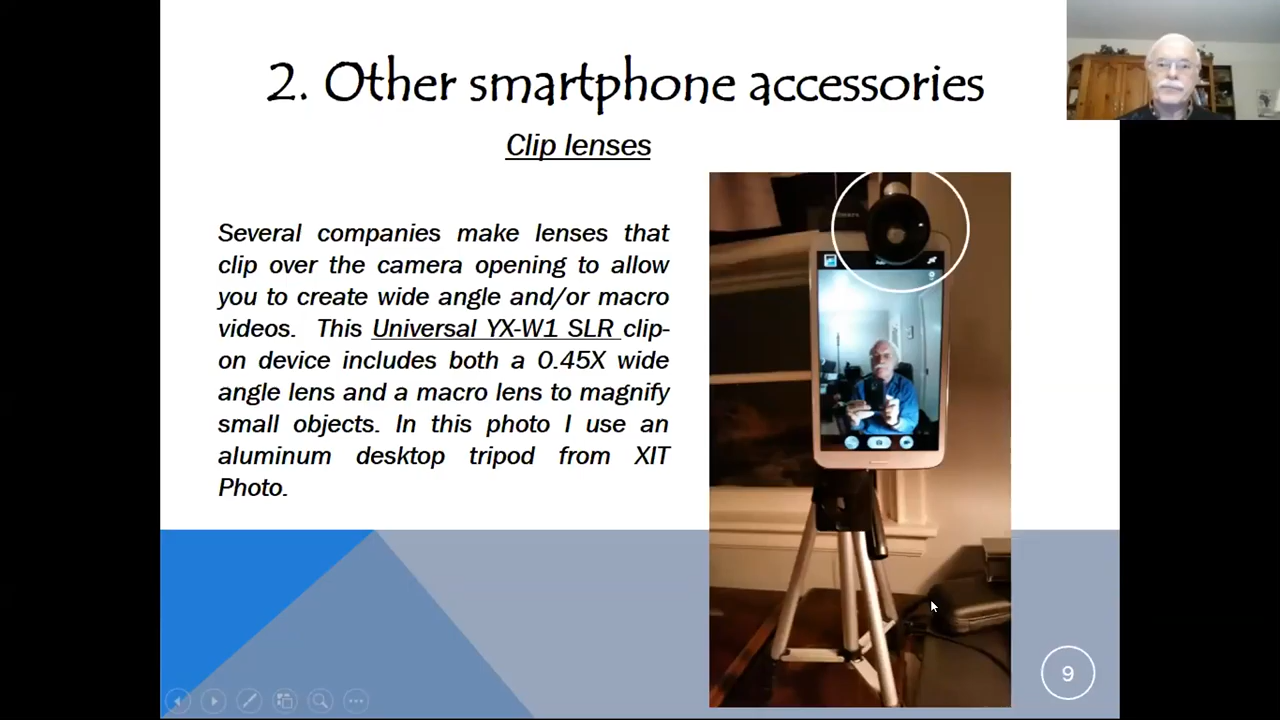 2. Other smartphone accessories
Clip lenses
Several companies make lenses that
clip over the camera opening to allow
you to create wide angle and/or macro
videos. This Universal YX-W1 SLR clip-
on device includes both a 0.45X wide
angle lens and a macro lens to magnify
small objects. In this photo I use an
aluminum desktop tripod from XIT
Photo.
9